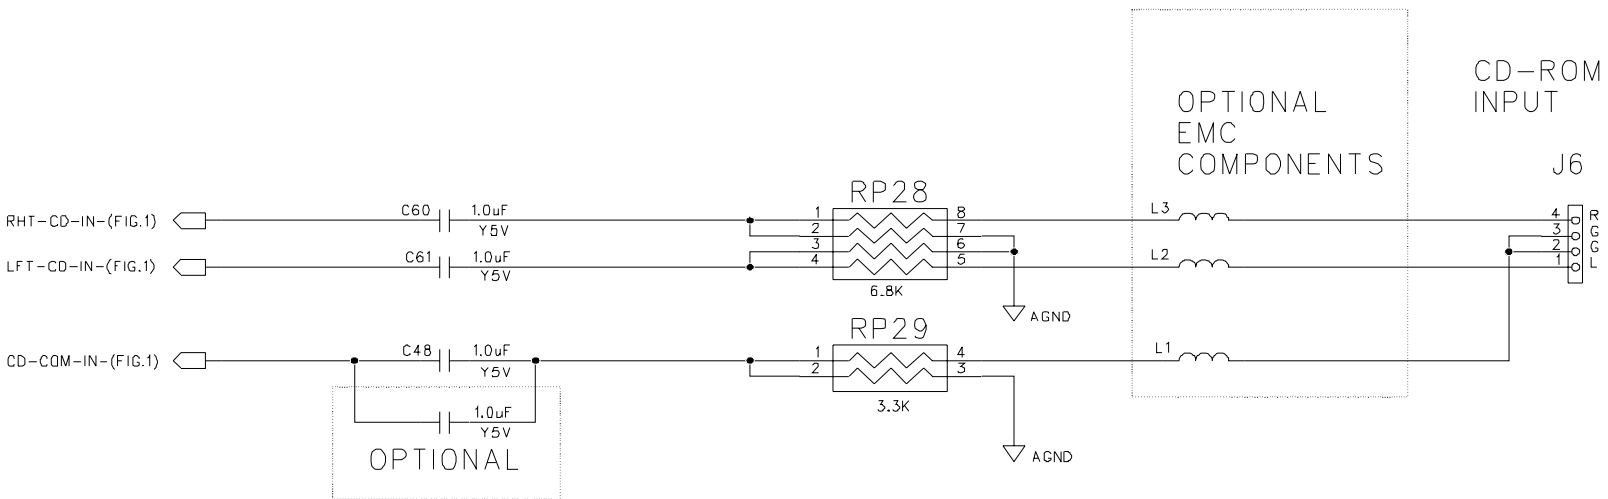 CD-ROM
INPUT
OPTIONAL
EMC
COMPONENTS
J6
RP28
RHT-CD-IN-(FIG.1)
C60
1.0uF
Y5V
1
8
L3
4
R
2
7
3
G
3
6
2
G
LFT-CD-IN-(FIG.1)
C61
1.0uF
Y5V
4
5
L2
1
L
6.8K
AGND
RP29
CD-COM-IN-(FIG.1)
C48
1.0uF
Y5V
1
4
L1
2
3
3.3K
1.0uF
Y5V
AGND
OPTIONAL